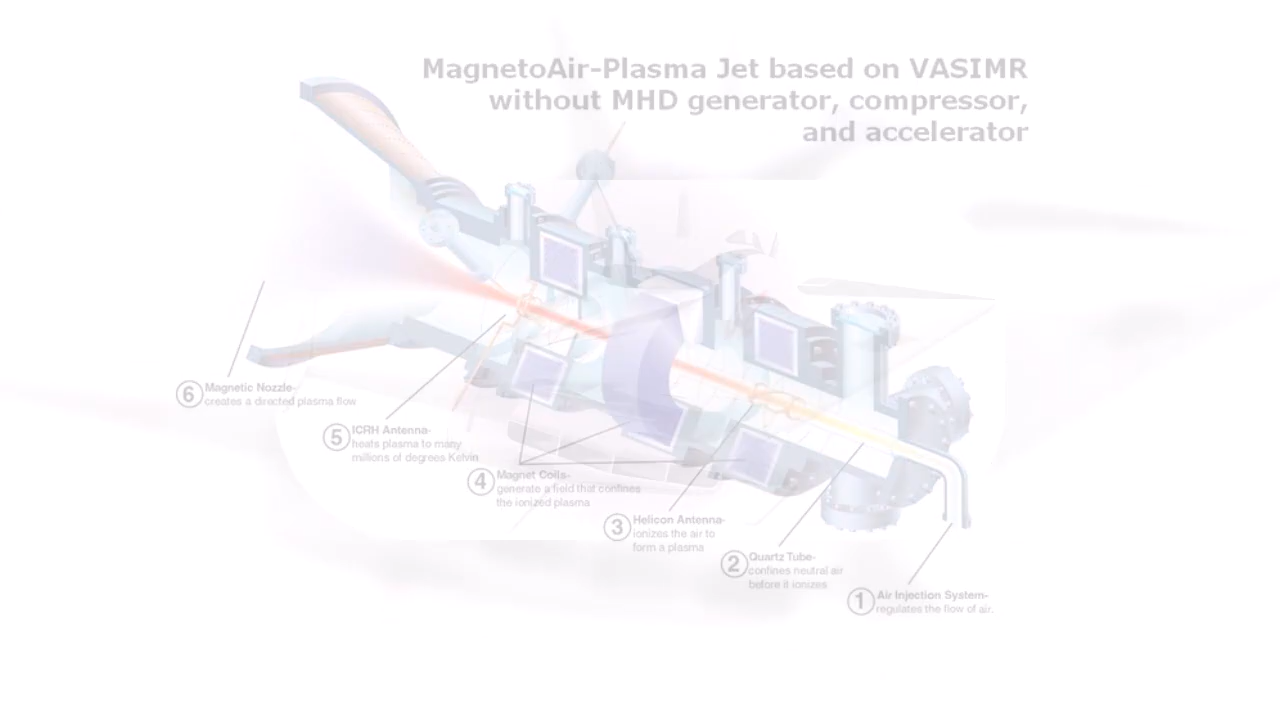 MagnetoAir-Plasma Jet based on VASIMR
without MHD generator, compressor,
and accelerator
6 Magnetic Nozzle-
creates a directed plasma flow
5 ICRH Antenna-
heats plasma to many
millions of degrees Kelvin
4 Magnet Coils-
generate a field that confines
the ionized plasma
3 Helicon Antenna-
ionizes the air to
form a plasma
2 Quartz Tube-
confines neutral air
before it ionizes
1 Air Injection System-
regulates the flow of air.